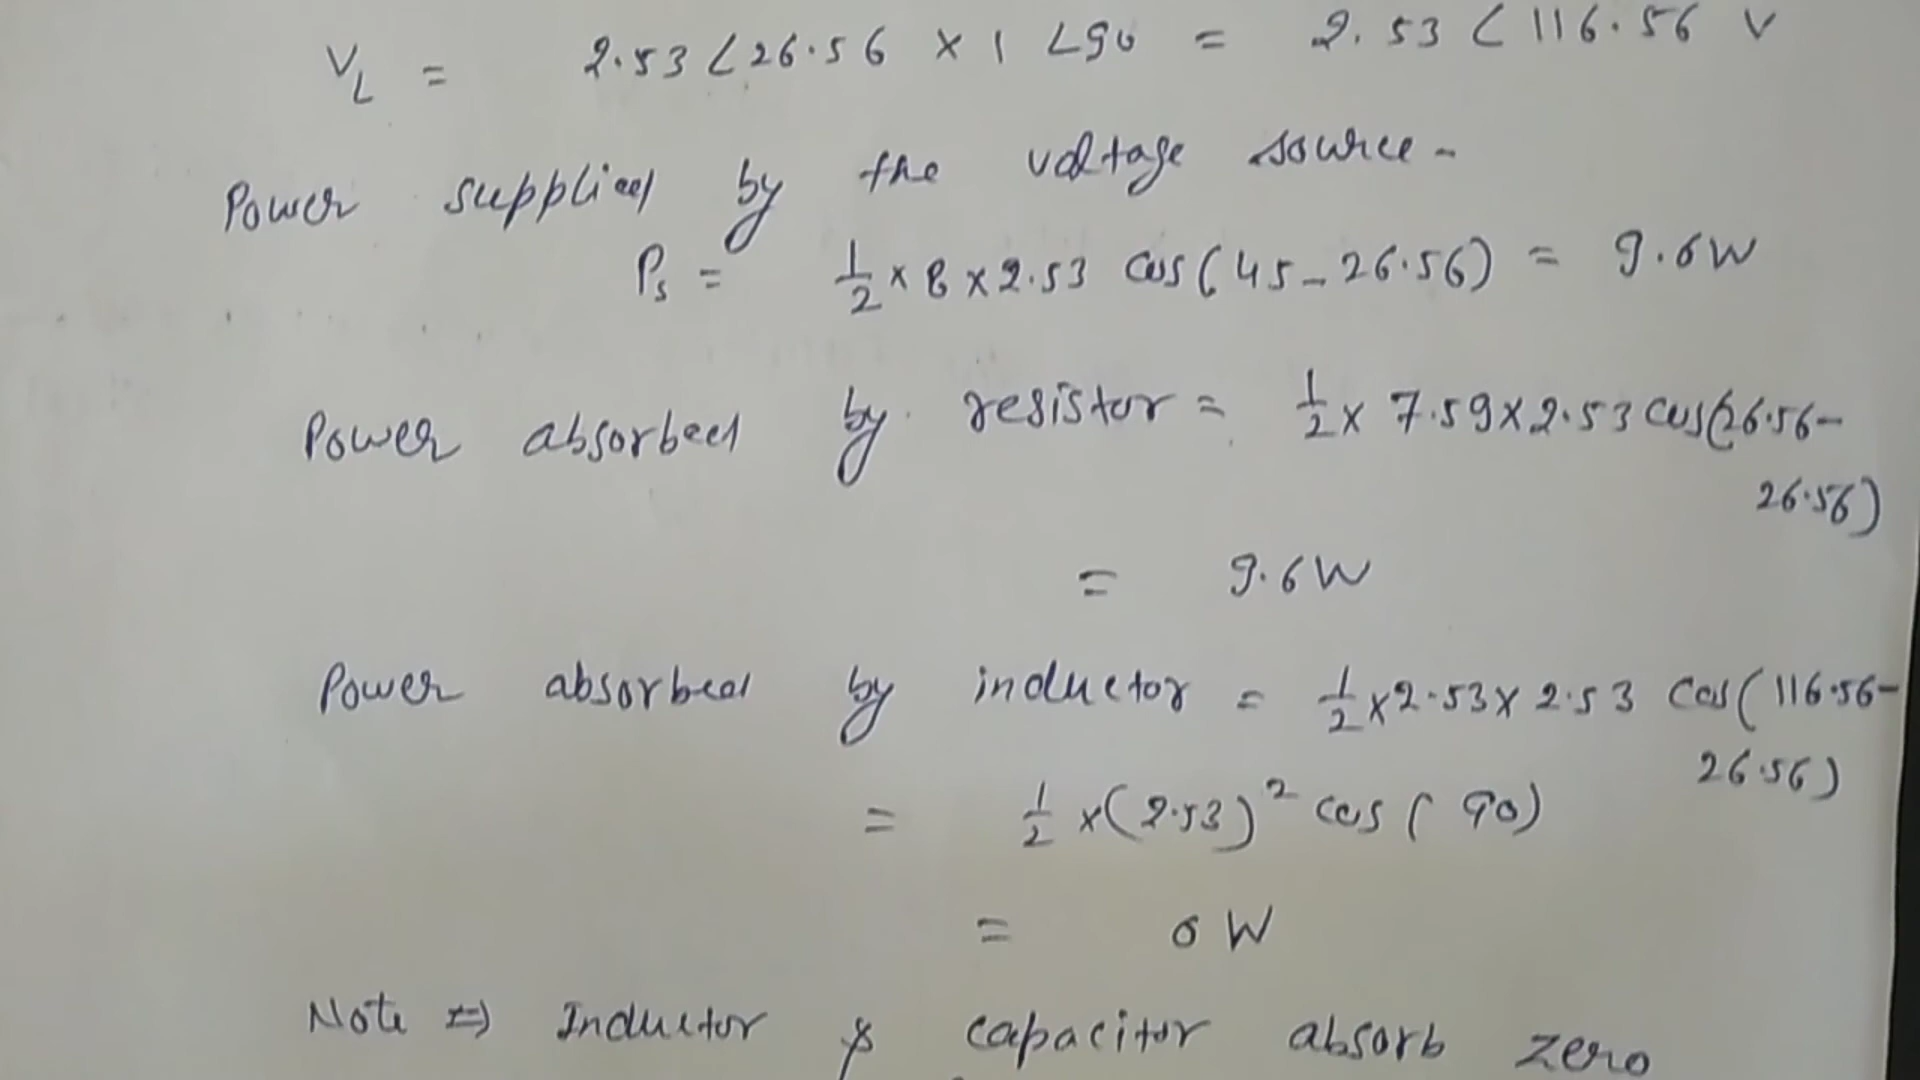 V_L = 2.53 ∠26.56 × 1 ∠90 = 2.53 ∠116.56 V
Power supplied by the voltage source -
P_s = 1/2 × 8 × 2.53 cos(45-26.56) = 9.6W
Power absorbed by resistor = 1/2 × 7.59 × 2.53 cos(26.56-
26.56)
= 9.6W
Power absorbed by inductor = 1/2 × 2.53 × 2.53 cos(116.56-
26.56)
= 1/2 × (2.53)² cos(90)
= 0 W
Note ⇒ Inductor & capacitor absorb zero